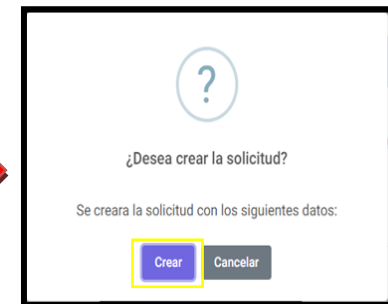 ?
¿Desea crear la solicitud?
Se creara la solicitud con los siguientes datos:
Crear Cancelar